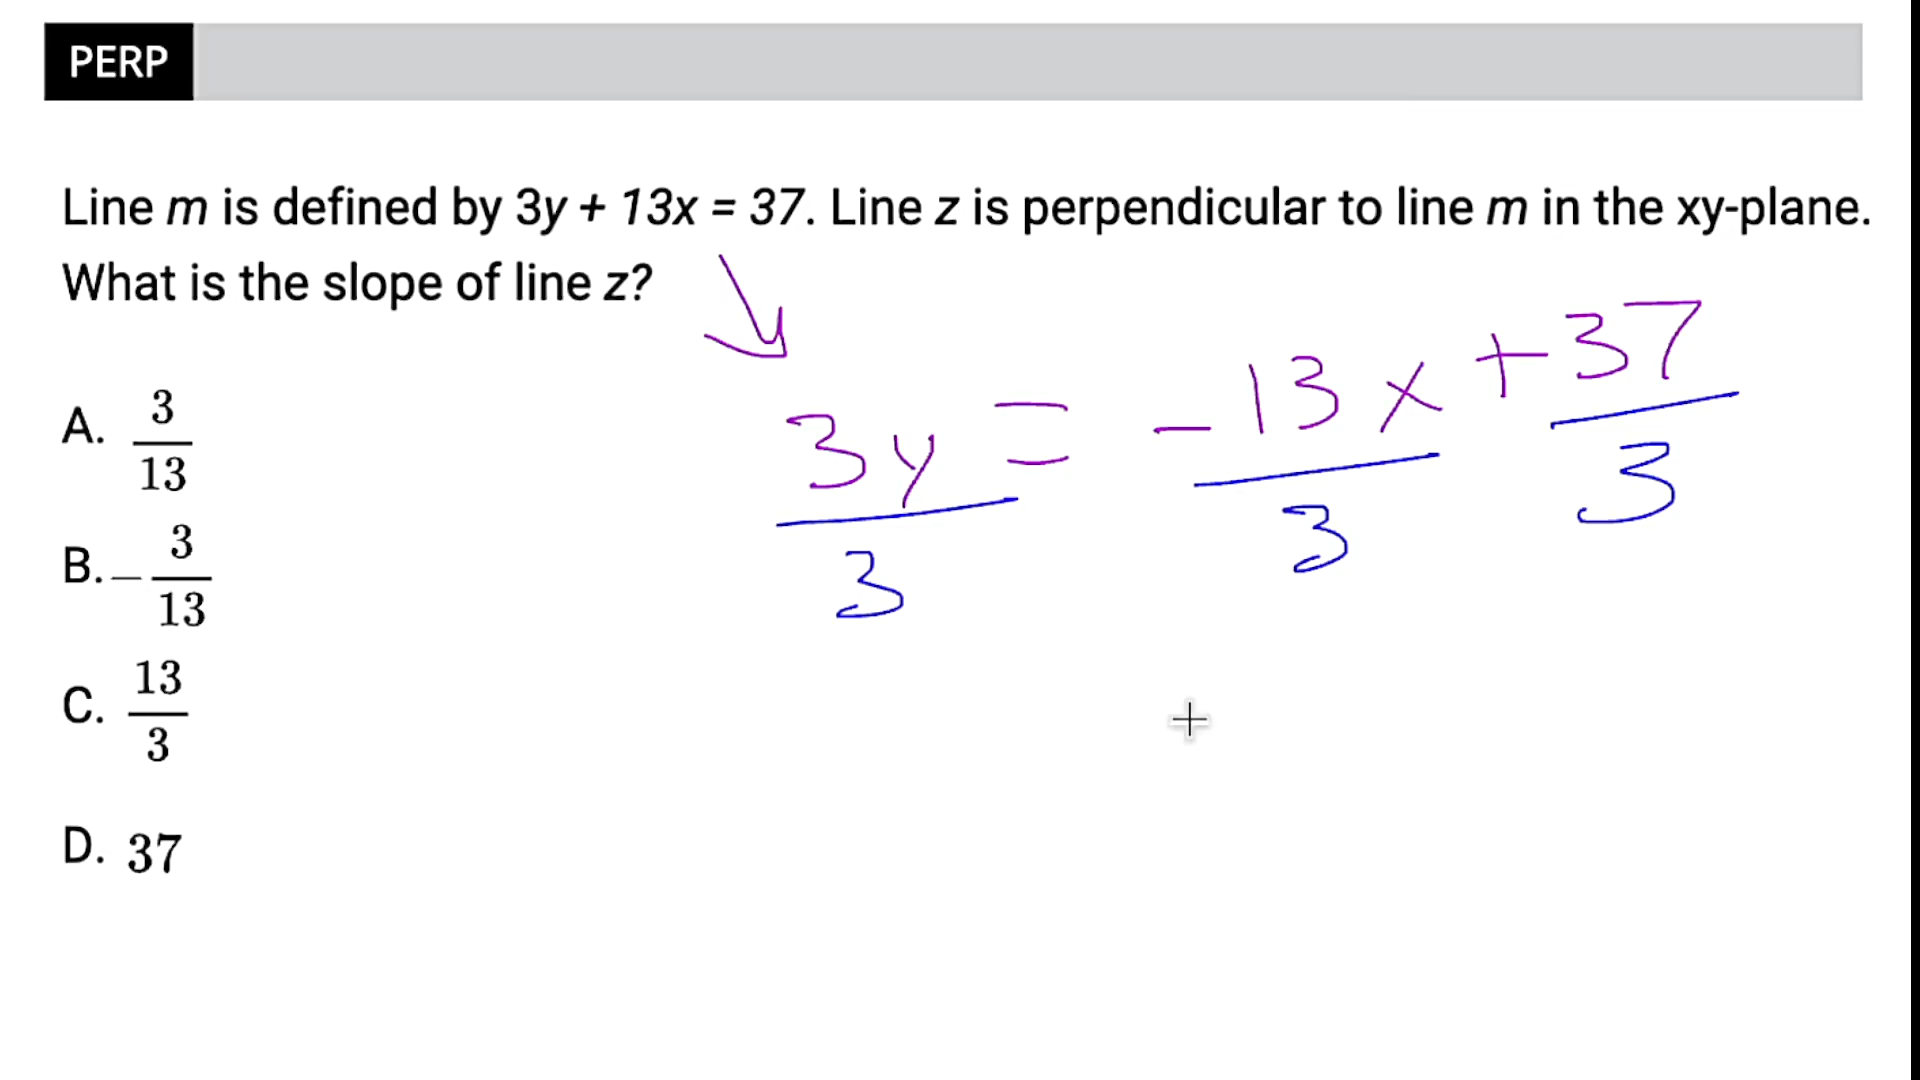 PERP
Line m is defined by 3y + 13x = 37. Line z is perpendicular to line m in the xy-plane.
What is the slope of line z?
3y = -13x + 37
3 3 3
A. 3/13
B. -3/13
C. 13/3
D. 37